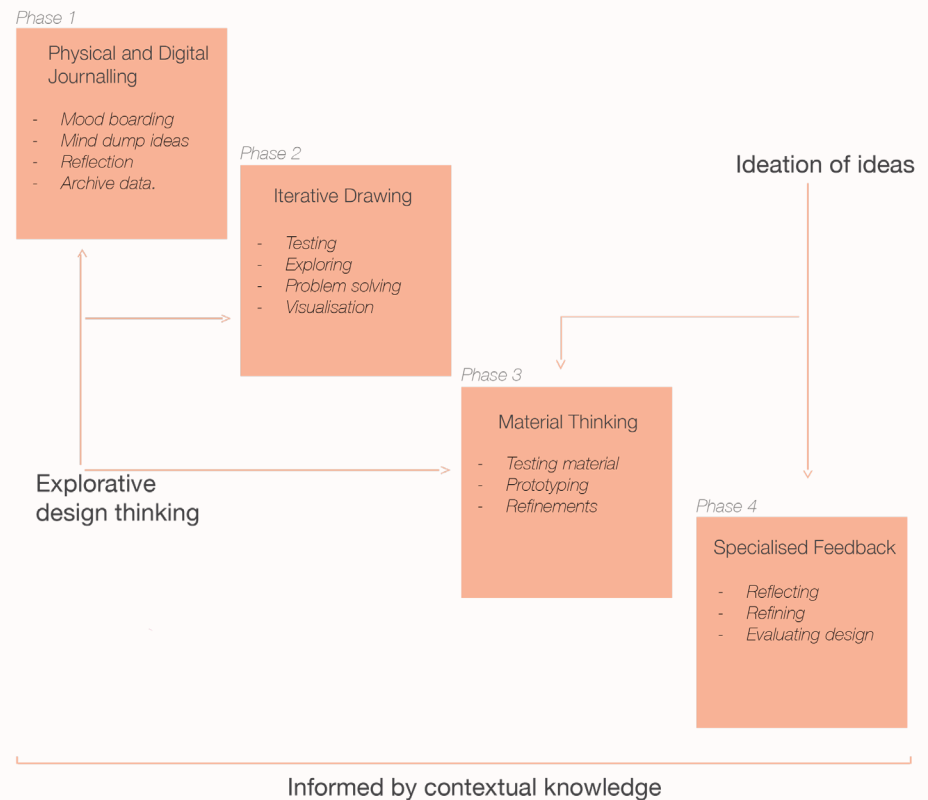 Phase 1
Physical and Digital
Journalling
- Mood boarding
- Mind dump ideas
- Reflection
- Archive data.
Phase 2
Iterative Drawing
- Testing
- Exploring
- Problem solving
- Visualisation
Ideation of ideas
Phase 3
Material Thinking
- Testing material
- Prototyping
- Refinements
Explorative
design thinking
Phase 4
Specialised Feedback
- Reflecting
- Refining
- Evaluating design
Informed by contextual knowledge